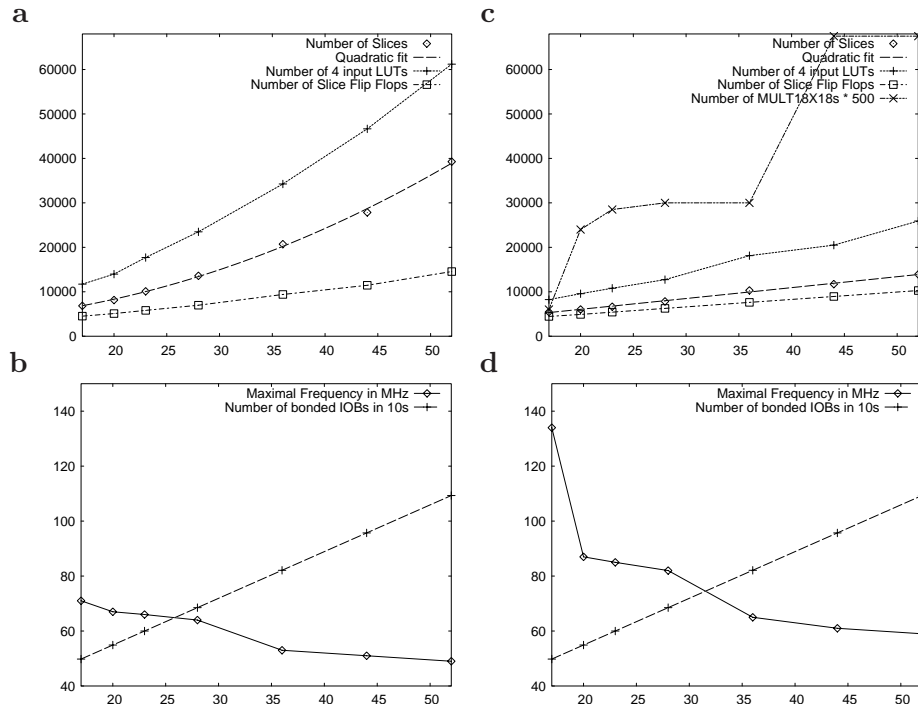 a
Number of Slices
Quadratic fit
Number of 4 input LUTs
Number of Slice Flip Flops
60000
50000
40000
30000
20000
10000
0
20 25 30 35 40 45 50
c
Number of Slices
Quadratic fit
Number of 4 input LUTs
Number of Slice Flip Flops
Number of MULT18X18s * 500
60000
50000
40000
30000
20000
10000
0
20 25 30 35 40 45 50
b
Maximal Frequency in MHz
Number of bonded IOBs in 10s
140
120
100
80
60
40
20 25 30 35 40 45 50
d
Maximal Frequency in MHz
Number of bonded IOBs in 10s
140
120
100
80
60
40
20 25 30 35 40 45 50